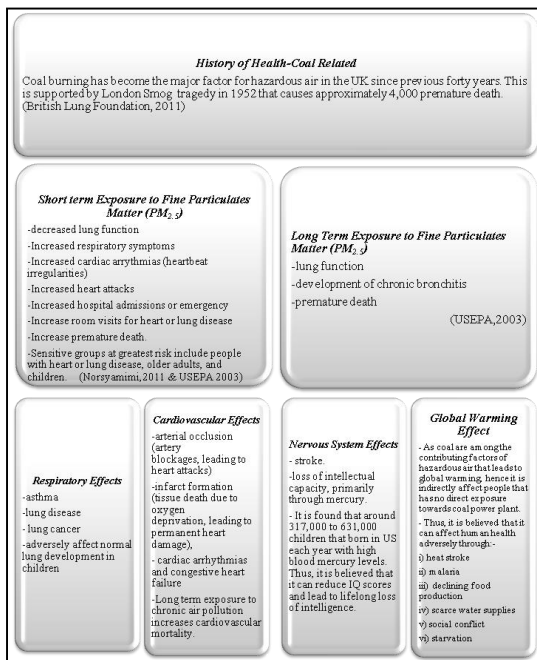 History of Health-Coal Related
Coal burning has become the major factor for hazardous air in the UK since previous forty years. This
is supported by London Smog tragedy in 1952 that causes approximately 4,000 premature death.
(British Lung Foundation, 2011)
Short term Exposure to Fine Particulates
Matter (PM2.5)
-decreased lung function
-Increased respiratory symptoms
-Increased cardiac arrythmias (heartbeat
irregularities)
-Increased heart attacks
-Increased hospital admissions or emergency
-Increase room visits for heart or lung disease
-Increase premature death.
-Sensitive groups at greatest risk include people
with heart or lung disease, older adults, and
children. (Norsyamimi, 2011 & USEPA 2003)
Long Term Exposure to Fine Particulates
Matter (PM2.5)
-lung function
-development of chronic bronchitis
-premature death
(USEPA,2003)
Respiratory Effects
-asthma
-lung disease
- lung cancer
-adversely affect normal
lung development in
children
Cardiovascular Effects
-arterial occlusion
(artery
blockages, leading to
heart attacks)
-infarct formation
(tissue death due to
oxygen
deprivation, leading to
permanent heart
damage),
- cardiac arrhythmias
and congestive heart
failure
-Long term exposure to
chronic air pollution
increases cardiovascular
mortality.
Nervous System Effects
- stroke.
-loss of intellectual
capacity, primarily
through mercury.
- It is found that around
317,000 to 631,000
children that born in US
each year with high
blood mercury levels.
Thus, it is believed that
it can reduce IQ scores
and lead to lifelong loss
of intelligence.
Global Warming
Effect
- As coal are among the
contributing factors of
hazardous air that leads to
global warming, hence it is
indirectly affect people that
has no direct exposure
towards coal power plant.
- Thus, it is believed that it
can affect human health
adversely through:-
i) heat stroke
ii) malaria
iii) declining food
production
iv) scarce water supplies
v) social conflict
vi) starvation